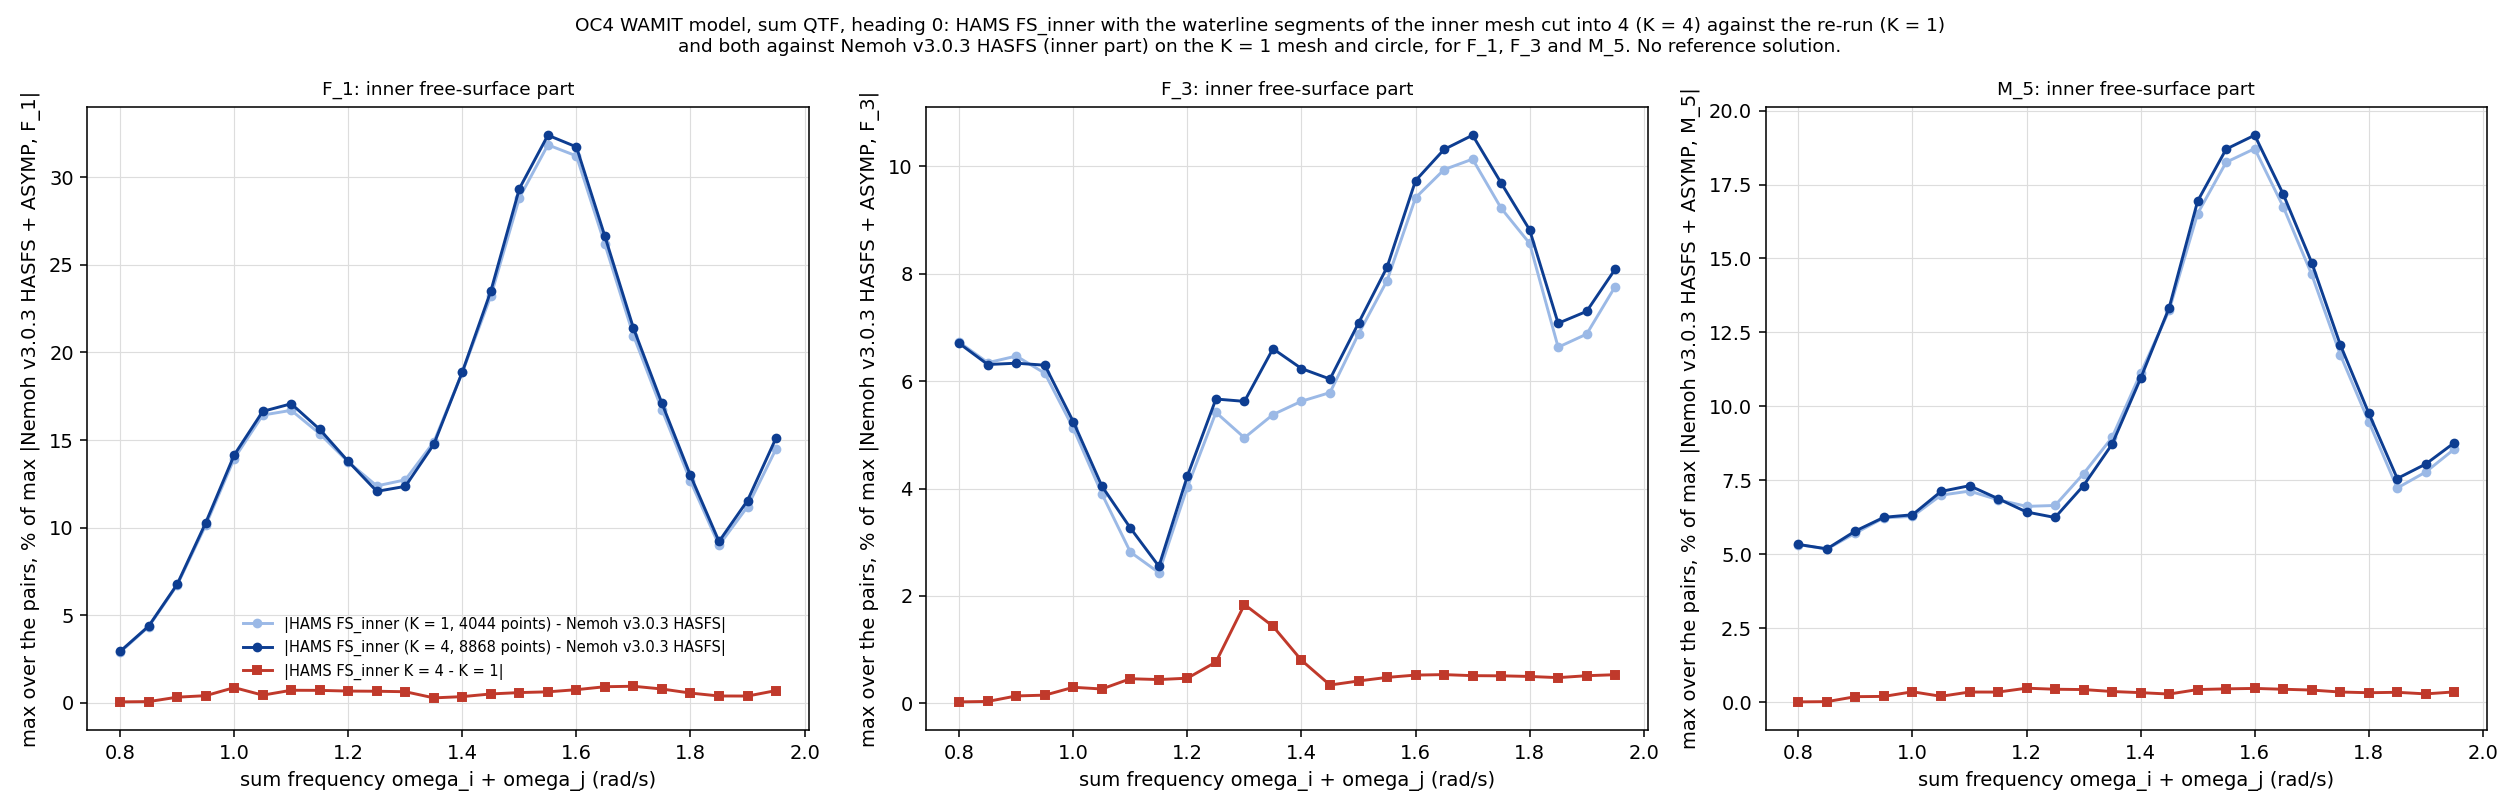 OC4 WAMIT model, sum QTF, heading 0: HAMS FS_inner with the waterline segments of the inner mesh cut into 4 (K = 4) against the re-run (K = 1)
and both against Nemoh v3.0.3 HASFS (inner part) on the K = 1 mesh and circle, for F_1, F_3 and M_5. No reference solution.
F_1: inner free-surface part
max over the pairs, % of max |Nemoh v3.0.3 HASFS + ASYMP, F_1|
30
25
20
15
10
5
0
|HAMS FS_inner (K = 1, 4044 points) - Nemoh v3.0.3 HASFS|
|HAMS FS_inner (K = 4, 8868 points) - Nemoh v3.0.3 HASFS|
|HAMS FS_inner K = 4 - K = 1|
0.8 1.0 1.2 1.4 1.6 1.8 2.0
sum frequency omega_i + omega_j (rad/s)
F_3: inner free-surface part
max over the pairs, % of max |Nemoh v3.0.3 HASFS + ASYMP, F_3|
10
8
6
4
2
0
0.8 1.0 1.2 1.4 1.6 1.8 2.0
sum frequency omega_i + omega_j (rad/s)
M_5: inner free-surface part
max over the pairs, % of max |Nemoh v3.0.3 HASFS + ASYMP, M_5|
20.0
17.5
15.0
12.5
10.0
7.5
5.0
2.5
0.0
0.8 1.0 1.2 1.4 1.6 1.8 2.0
sum frequency omega_i + omega_j (rad/s)